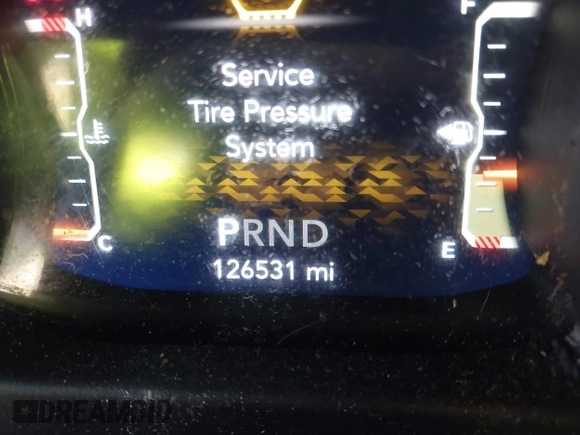 H
F
Service
Tire Pressure
System
PRND
C
E
126531 mi
DREAMBID